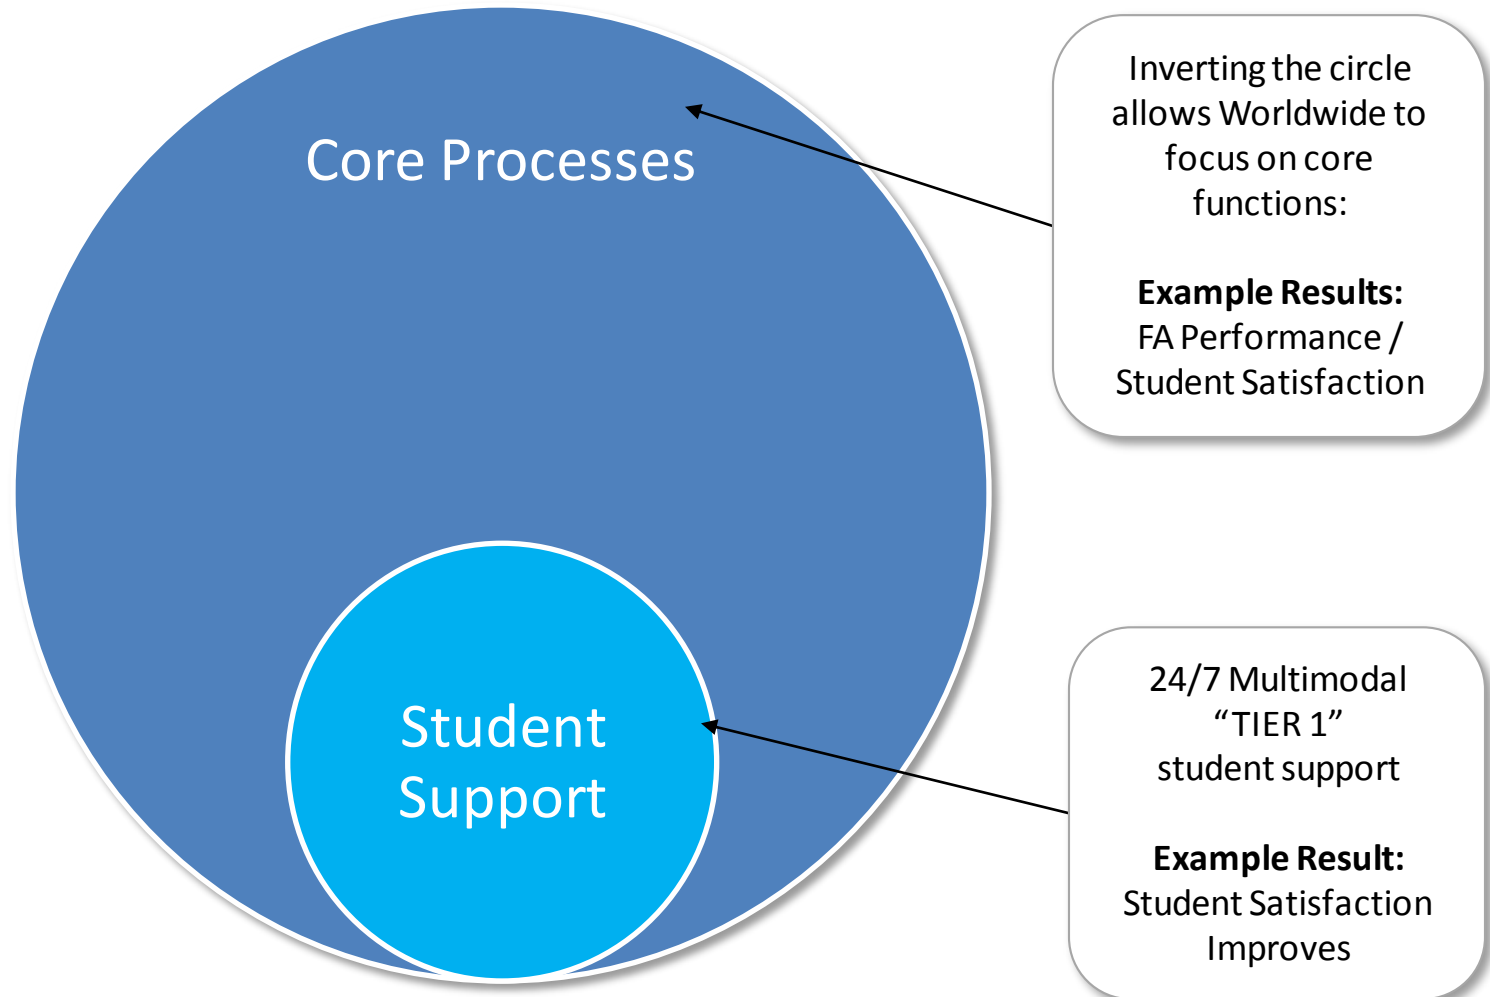 Core Processes
Student
Support
Inverting the circle
allows Worldwide to
focus on core
functions:
Example Results:
FA Performance /
Student Satisfaction
24/7 Multimodal
“TIER 1”
student support
Example Result:
Student Satisfaction
Improves